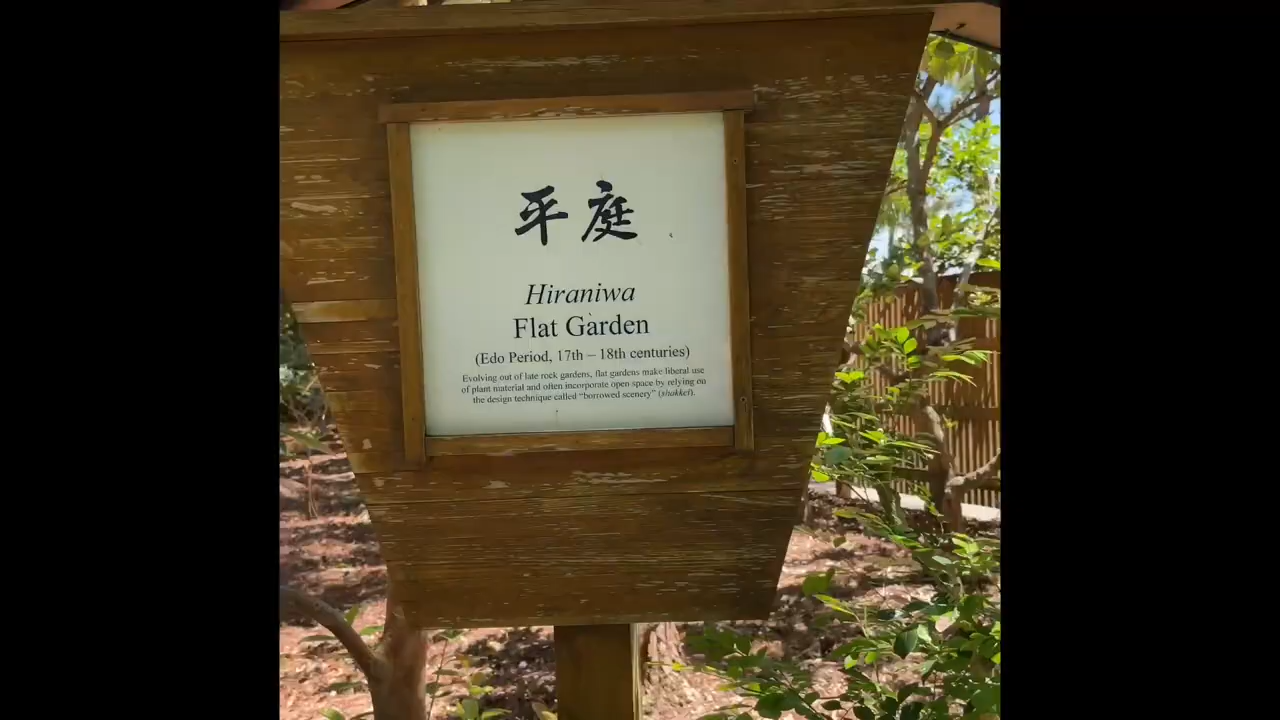 平庭
Hiraniwa
Flat Garden
(Edo Period, 17th – 18th centuries)
Evolving out of late rock gardens, flat gardens make liberal use
of plant material and often incorporate open space by relying on
the design technique called “borrowed scenery” (shakkei).